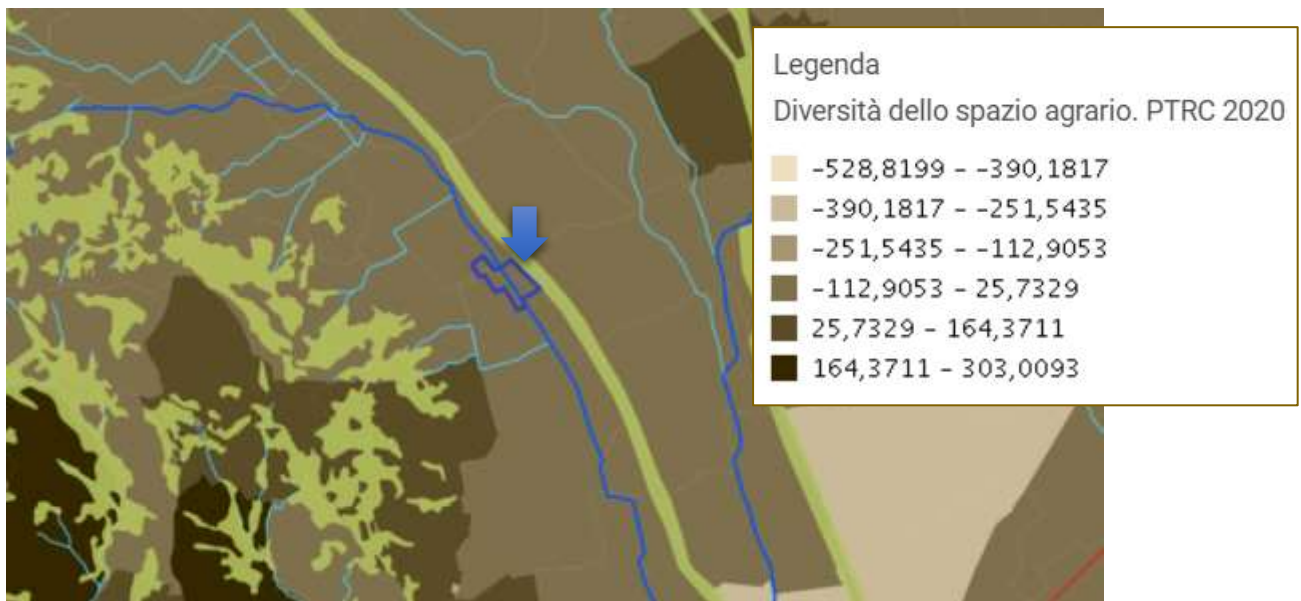 Legenda
Diversità dello spazio agrario. PTRC 2020
-528,8199 - -390,1817
-390,1817 - -251,5435
-251,5435 - -112,9053
-112,9053 - 25,7329
25,7329 - 164,3711
164,3711 - 303,0093